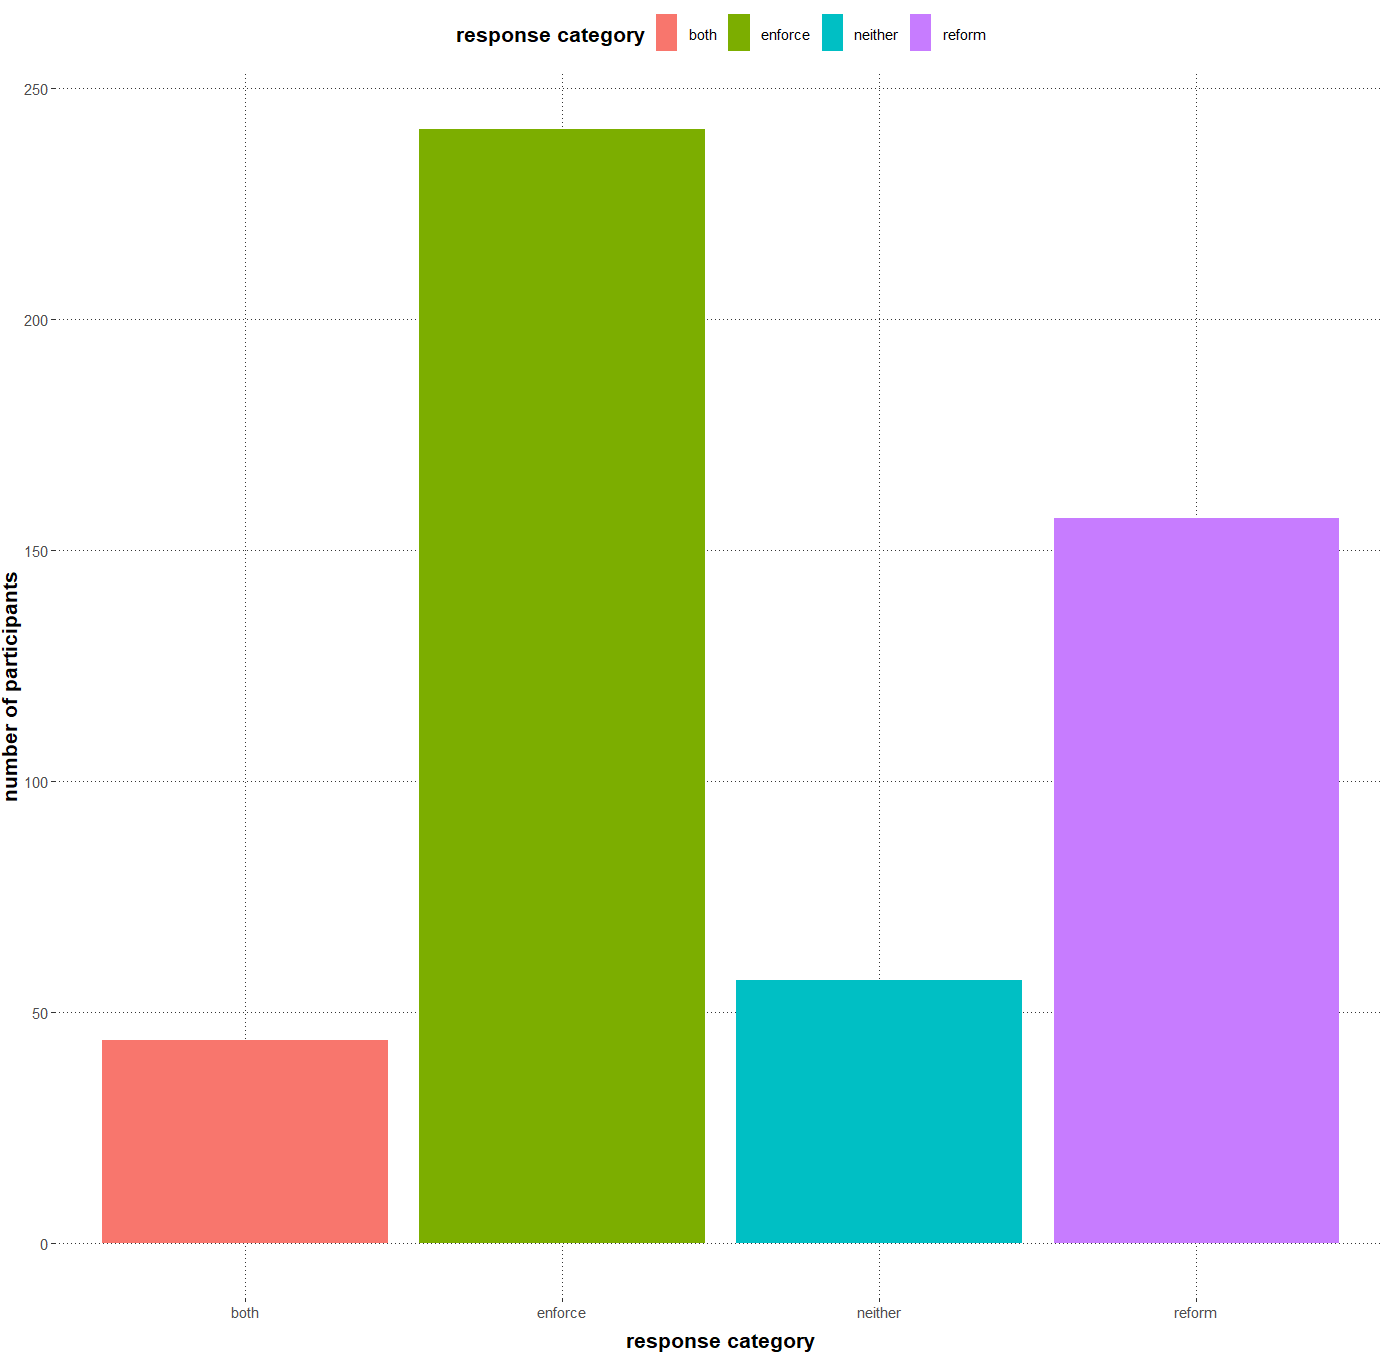 response category both enforce neither reform
250
200
150
100
50
0
number of participants
both enforce neither reform
response category